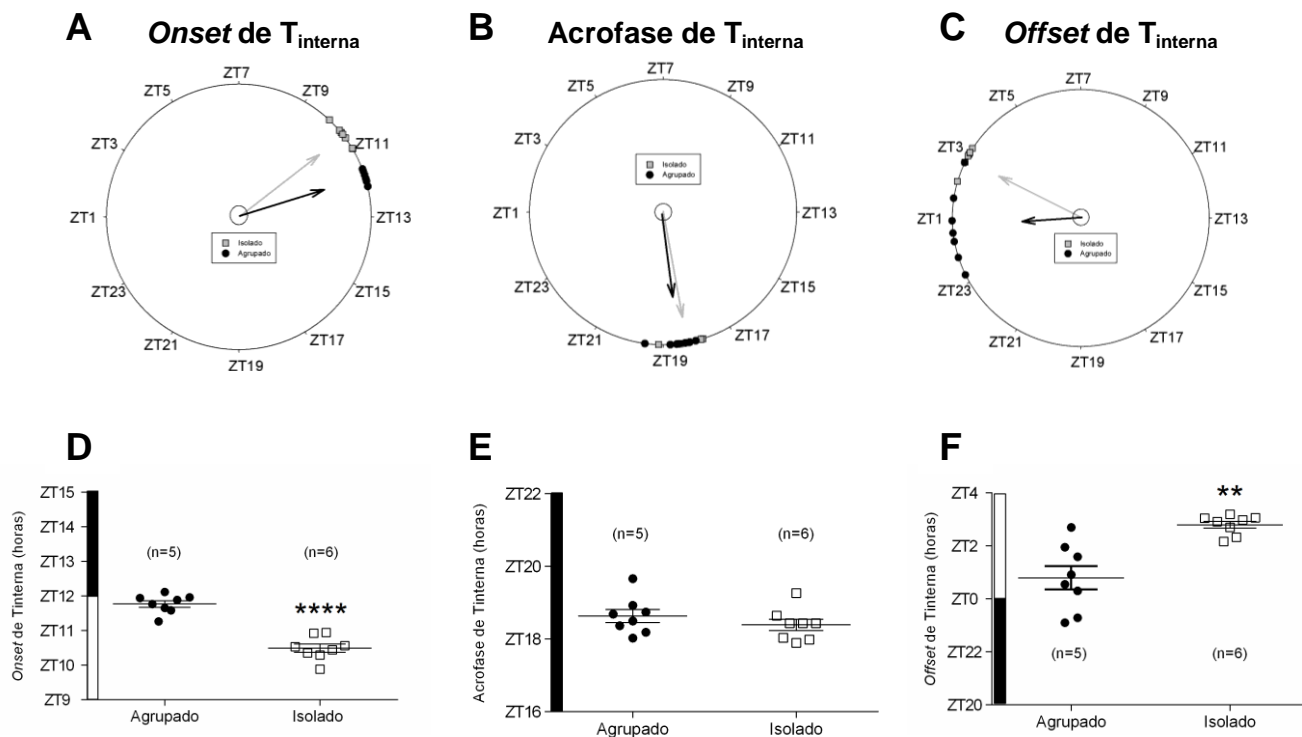 A Onset de Tinterna
ZT7
ZT9
ZT11
ZT13
ZT15
ZT17
ZT19
ZT21
ZT23
ZT1
ZT3
ZT5
Isolado
Agrupado
B Acrofase de Tinterna
ZT7
ZT9
ZT11
ZT13
ZT15
ZT17
ZT19
ZT21
ZT23
ZT1
ZT3
ZT5
Isolado
Agrupado
C Offset de Tinterna
ZT7
ZT9
ZT11
ZT13
ZT15
ZT17
ZT19
ZT21
ZT23
ZT1
ZT3
ZT5
Isolado
Agrupado
D
Onset de Tinterna (horas)
ZT15
ZT14
ZT13
ZT12
ZT11
ZT10
ZT9
(n=5)
(n=6)
****
Agrupado
Isolado
E
Acrofase de Tinterna (horas)
ZT22
ZT20
ZT18
ZT16
(n=5)
(n=6)
Agrupado
Isolado
F
Offset de Tinterna (horas)
ZT4
ZT2
ZT0
ZT22
ZT20
**
(n=5)
(n=6)
Agrupado
Isolado